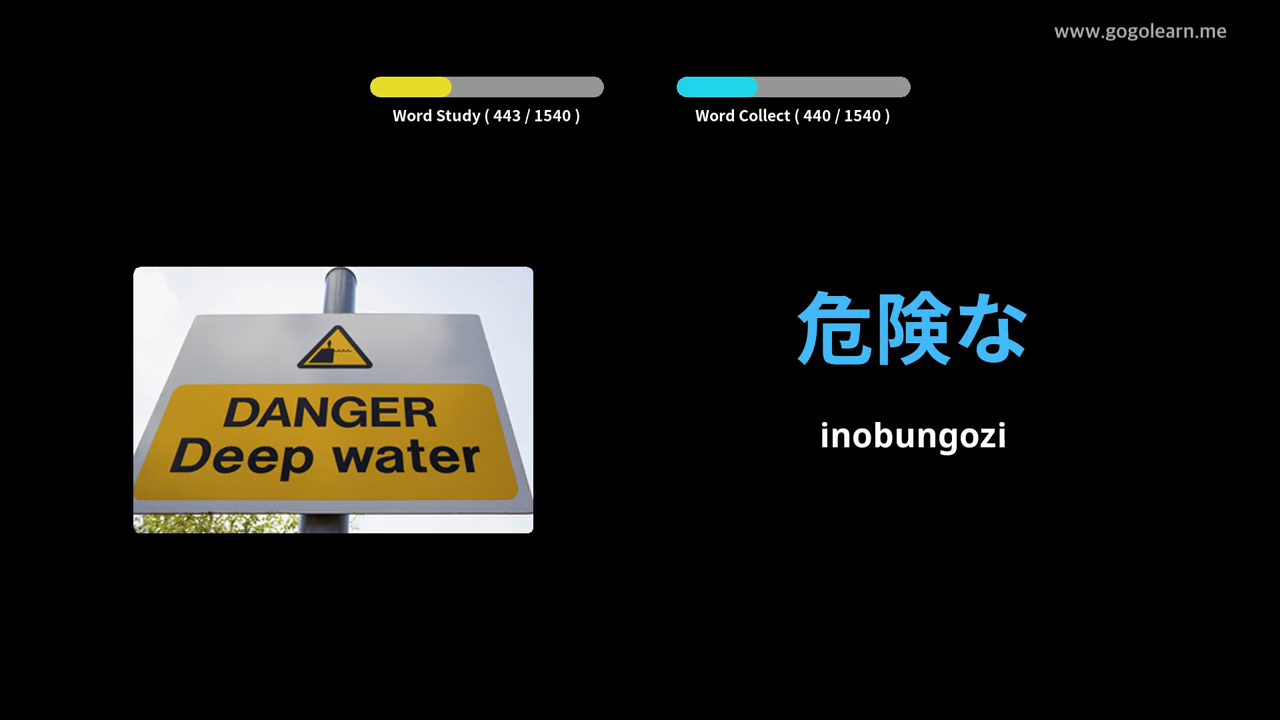 www.gogolearn.me
Word Study ( 443 / 1540 )
Word Collect ( 440 / 1540 )
DANGER
Deep water
危険な
inobungozi